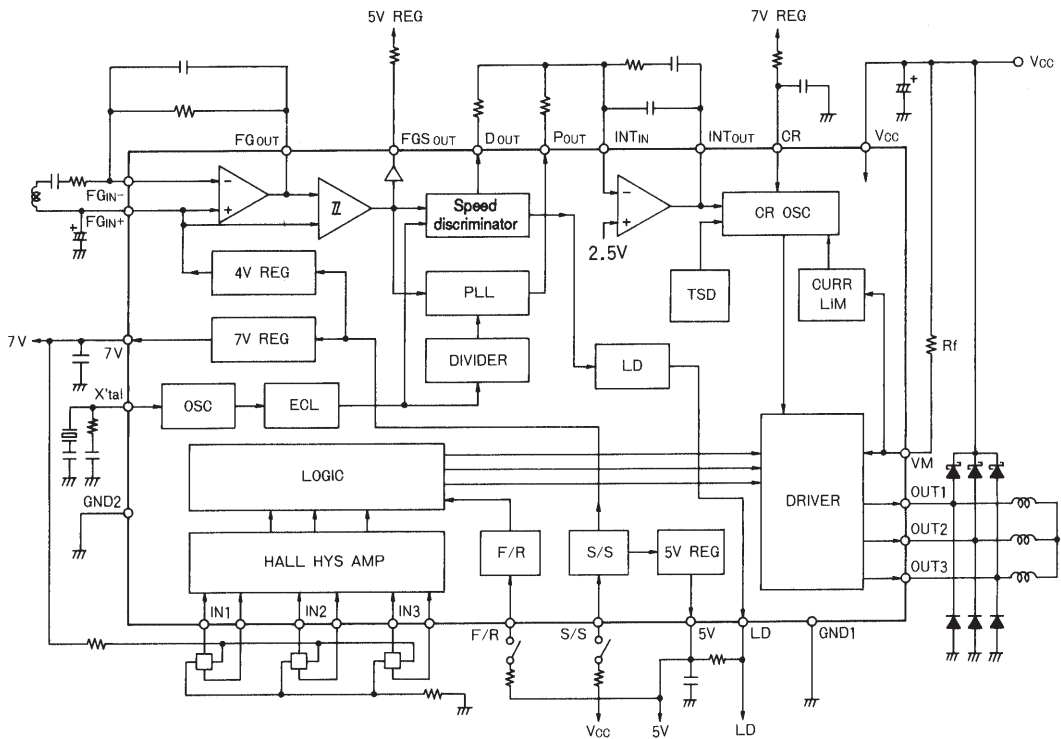 5V REG
7V REG
VCC
FGOUT
FGS OUT
DOUT
POUT
INTIN
INTOUT
CR
VCC
FGIN-
FGIN+
Speed
discriminator
2.5V
CR OSC
4V REG
PLL
TSD
CURR
LiM
7V
7V
7V REG
DIVIDER
LD
Rf
X'tal
OSC
ECL
VM
LOGIC
DRIVER
OUT1
GND2
OUT2
F/R
S/S
5V REG
HALL HYS AMP
OUT3
IN1
IN2
IN3
F/R
S/S
5V
LD
GND1
VCC
5V
LD